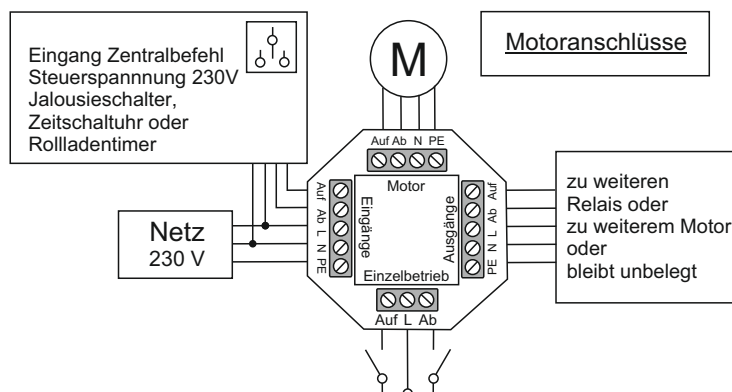 Eingang Zentralbefehl
Steuerspannnung 230V
Jalousieschalter,
Zeitschaltuhr oder
Rollladentimer
M
Motoranschlüsse
Auf Ab N PE
Motor
Auf
Ab
L
N
PE
Eingänge
Ausgänge
Auf
Ab
L
N
PE
Einzelbetrieb
Auf L Ab
Netz
230 V
zu weiteren
Relais oder
zu weiterem Motor
oder
bleibt unbelegt